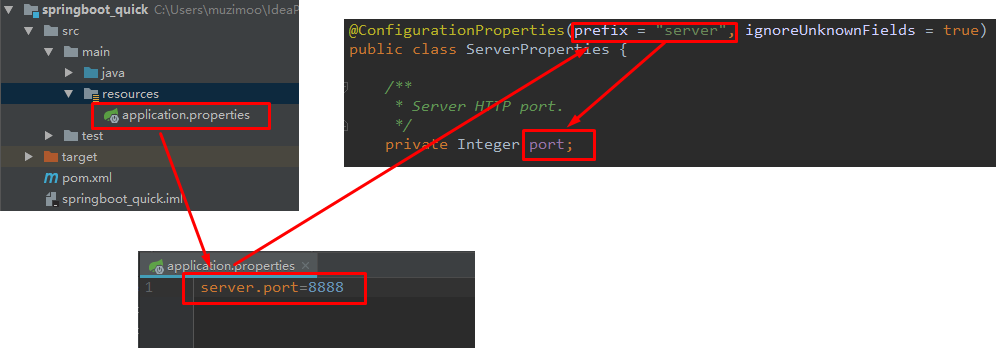 springboot_quick C:\Users\muzimoo\IdeaP
src
main
java
resources
application.properties
test
target
pom.xml
springboot_quick.iml
@ConfigurationProperties(prefix = "server", ignoreUnknownFields = true)
public class ServerProperties {
/**
* Server HTTP port.
*/
private Integer port;
application.properties
1 server.port=8888